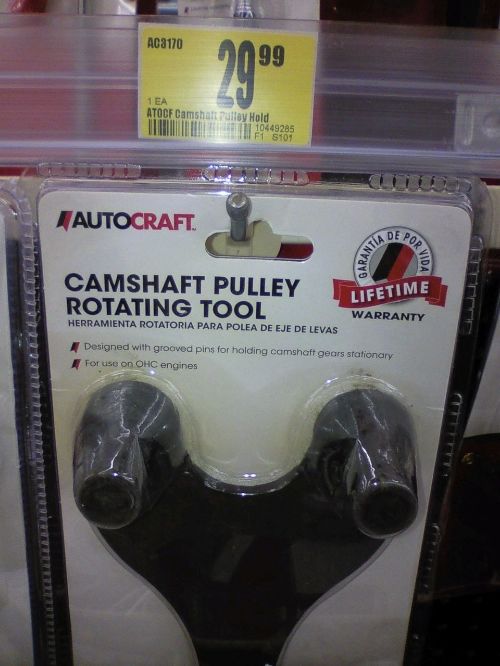 AC3170
29 99
1 EA
ATOCF Camshaft Pulley Hold
10449285
F1 S101
AUTOCRAFT
GARANTÍA DE POR VIDA
LIFETIME
WARRANTY
CAMSHAFT PULLEY
ROTATING TOOL
HERRAMIENTA ROTATORIA PARA POLEA DE EJE DE LEVAS
Designed with grooved pins for holding camshaft gears stationary
For use on OHC engines